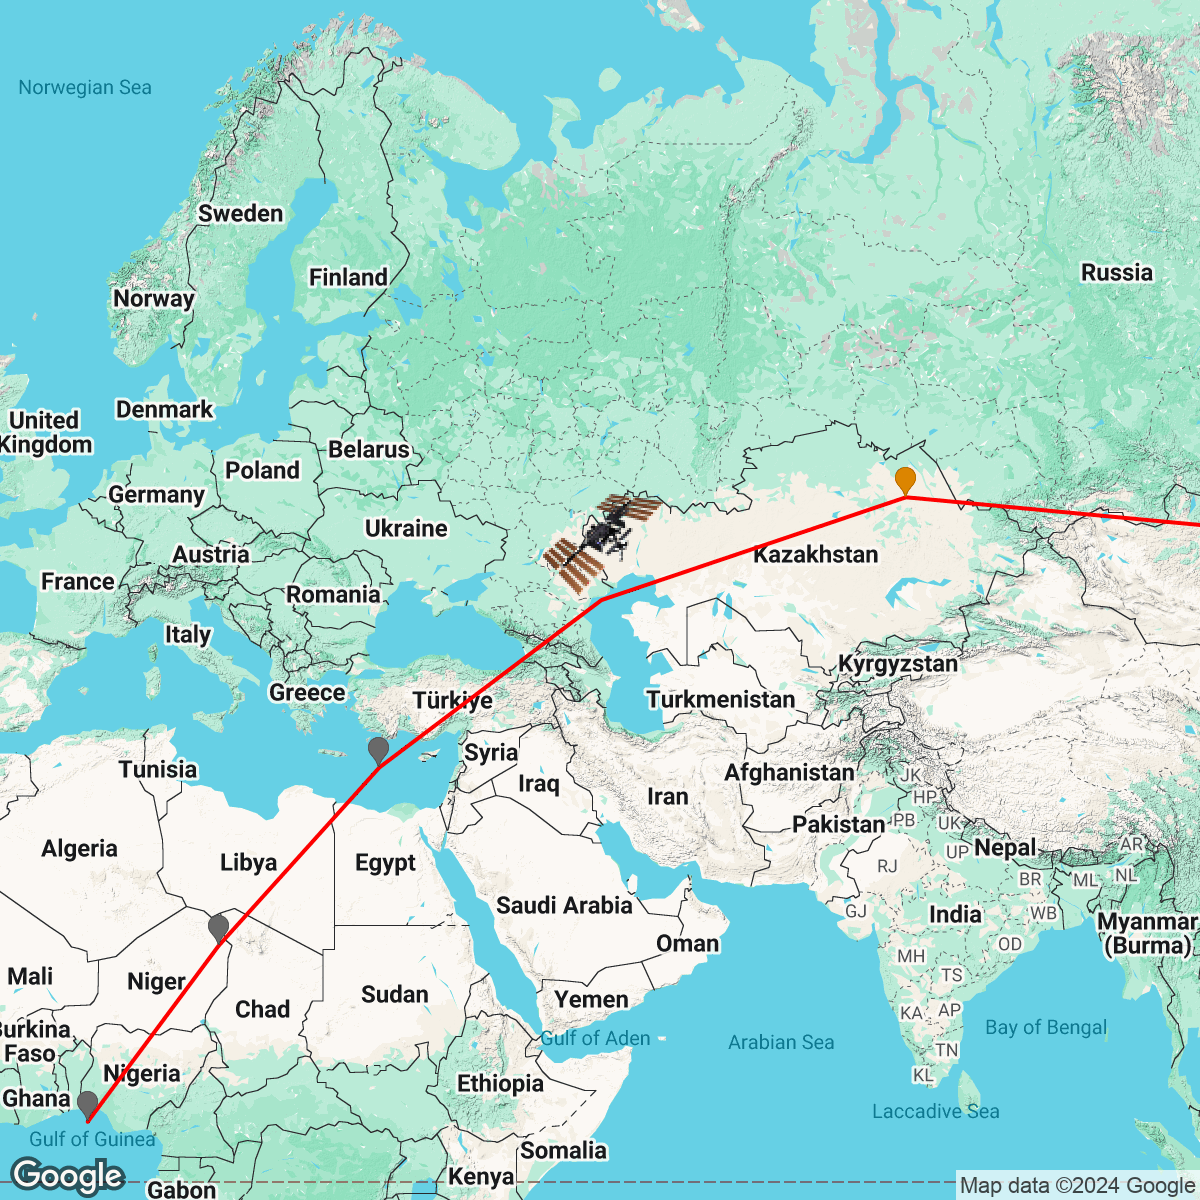 Norwegian Sea
Sweden
Finland
Russia
Norway
Denmark
United
Kingdom
Belarus
Poland
Germany
Ukraine
Austria
Kazakhstan
France
Romania
Italy
Kyrgyzstan
Greece
Türkiye
Turkmenistan
Syria
Tunisia
Afghanistan
JK
Iraq
Iran
HP
Pakistan
PB
UK
Algeria
Libya
Egypt
UP
Nepal
AR
RJ
BR
ML
NL
Saudi Arabia
GJ
India
WB
Myanmar
(Burma)
Oman
OD
MH
TS
Mali
Niger
Sudan
Yemen
Chad
KA
AP
Burkina
Faso
Gulf of Aden
Arabian Sea
Bay of Bengal
TN
Nigeria
KL
Ethiopia
Ghana
Laccadive Sea
Gulf of Guinea
Somalia
Kenya
Google
Gabon
Map data ©2024 Google